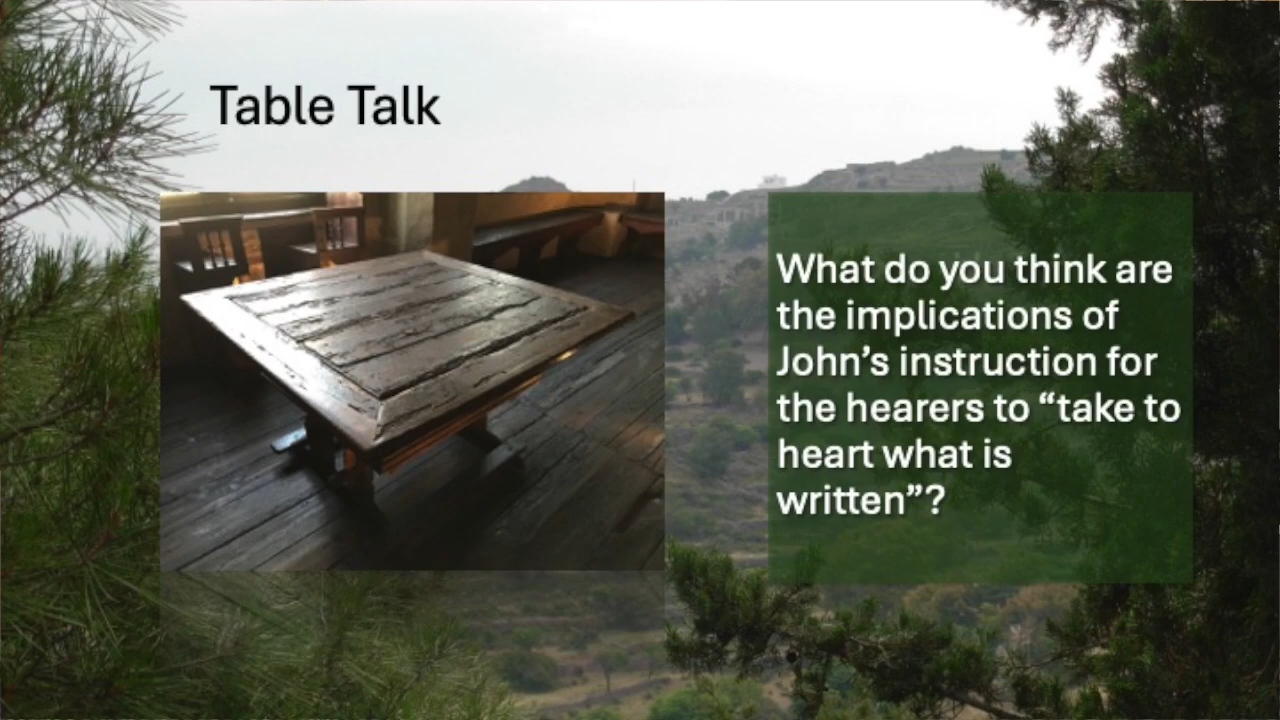 Table Talk
What do you think are
the implications of
John’s instruction for
the hearers to “take to
heart what is
written”?